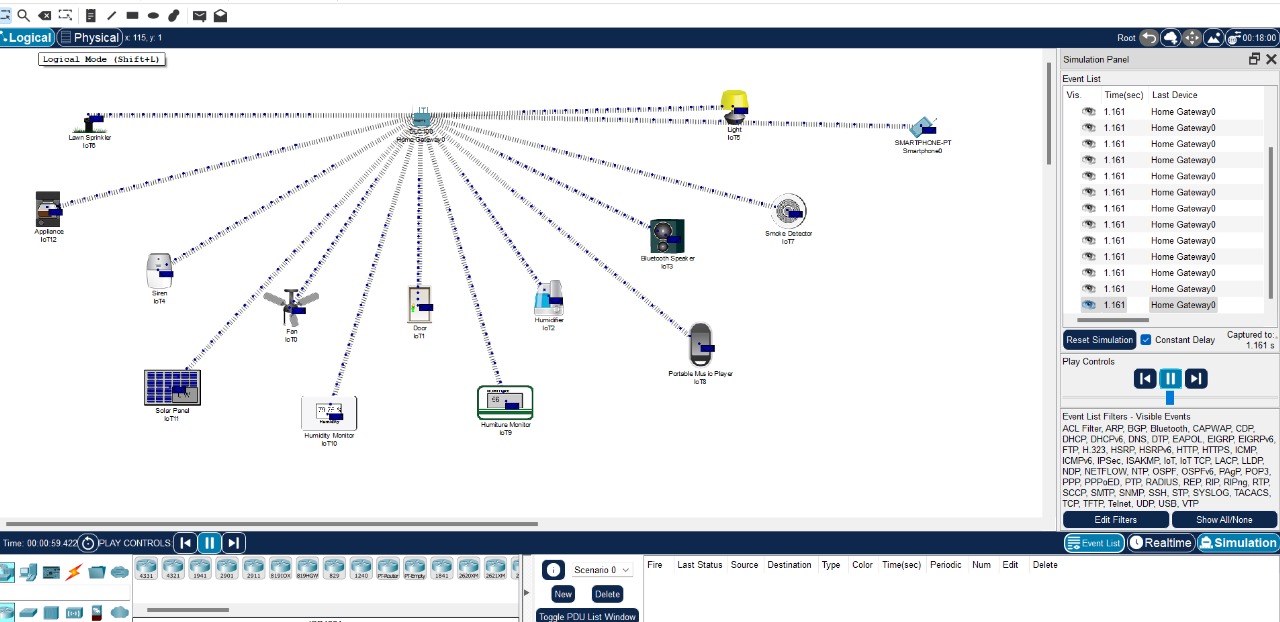 Logical Physical x: 115, y: 1 Root 00:18:00
Logical Mode (Shift+L)
Lawn Sprinkler
IoT6
Home Gateway0
Light
IoT5
SMARTPHONE-PT
Smartphone0
Appliance
IoT12
Smoke Detector
IoT7
Bluetooth Speaker
IoT3
Siren
IoT4
Fan
IoT0
Door
IoT1
Humidifier
IoT2
Portable Music Player
IoT8
Solar Panel
IoT11
Humidity Monitor
IoT10
Humiture Monitor
IoT9
Simulation Panel
Event List
Vis. Time(sec) Last Device
1.161 Home Gateway0
1.161 Home Gateway0
1.161 Home Gateway0
1.161 Home Gateway0
1.161 Home Gateway0
1.161 Home Gateway0
1.161 Home Gateway0
1.161 Home Gateway0
1.161 Home Gateway0
1.161 Home Gateway0
1.161 Home Gateway0
1.161 Home Gateway0
1.161 Home Gateway0
Reset Simulation Constant Delay Captured to:
1.161 s
Play Controls
Event List Filters - Visible Events
ACL Filter, ARP, BGP, Bluetooth, CAPWAP, CDP,
DHCP, DHCPv6, DNS, DTP, EAPOL, EIGRP, EIGRPv6,
FTP, H.323, HSRP, HSRPv6, HTTP, HTTPS, ICMP,
ICMPv6, IPSec, ISAKMP, IoT, IoT TCP, LACP, LLDP,
NDP, NETFLOW, NTP, OSPF, OSPFv6, PAgP, POP3,
PPP, PPPoED, PTP, RADIUS, REP, RIP, RIPng, RTP,
SCCP, SMTP, SNMP, SSH, STP, SYSLOG, TACACS,
TCP, TFTP, Telnet, UDP, USB, VTP
Edit Filters Show All/None
Time: 00:00:59.422 PLAY CONTROLS Event List Realtime Simulation
4331 4321 1941 2901 2911 819IOX 819HGW 829 1240 PT-Router PT-Empty 1841 2620XM 2621XM
Scenario 0
New Delete
Toggle PDU List Window
Fire Last Status Source Destination Type Color Time(sec) Periodic Num Edit Delete